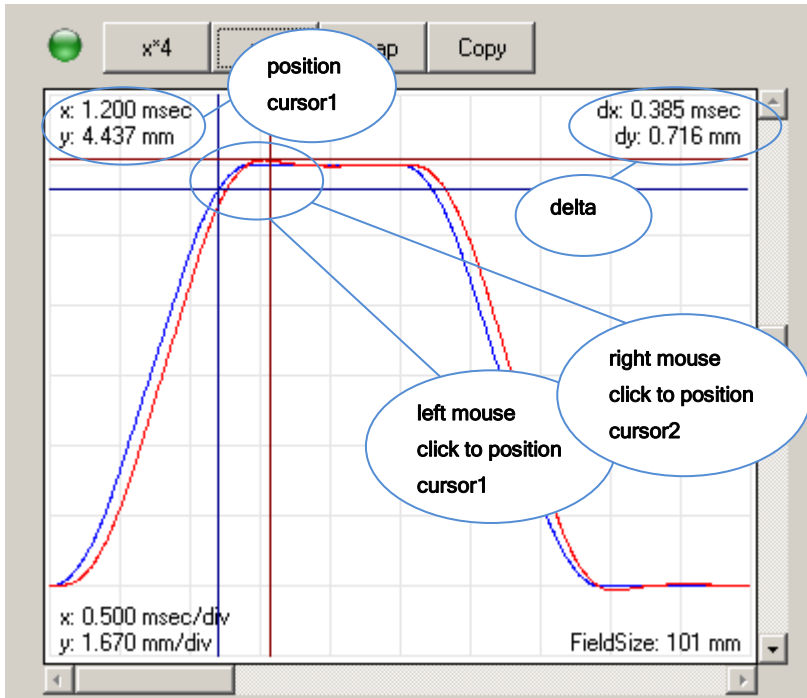 x*4
ap
Copy
position
cursor1
x: 1.200 msec
y: 4.437 mm
dx: 0.385 msec
dy: 0.716 mm
delta
right mouse
click to position
cursor2
left mouse
click to position
cursor1
x: 0.500 msec/div
y: 1.670 mm/div
FieldSize: 101 mm